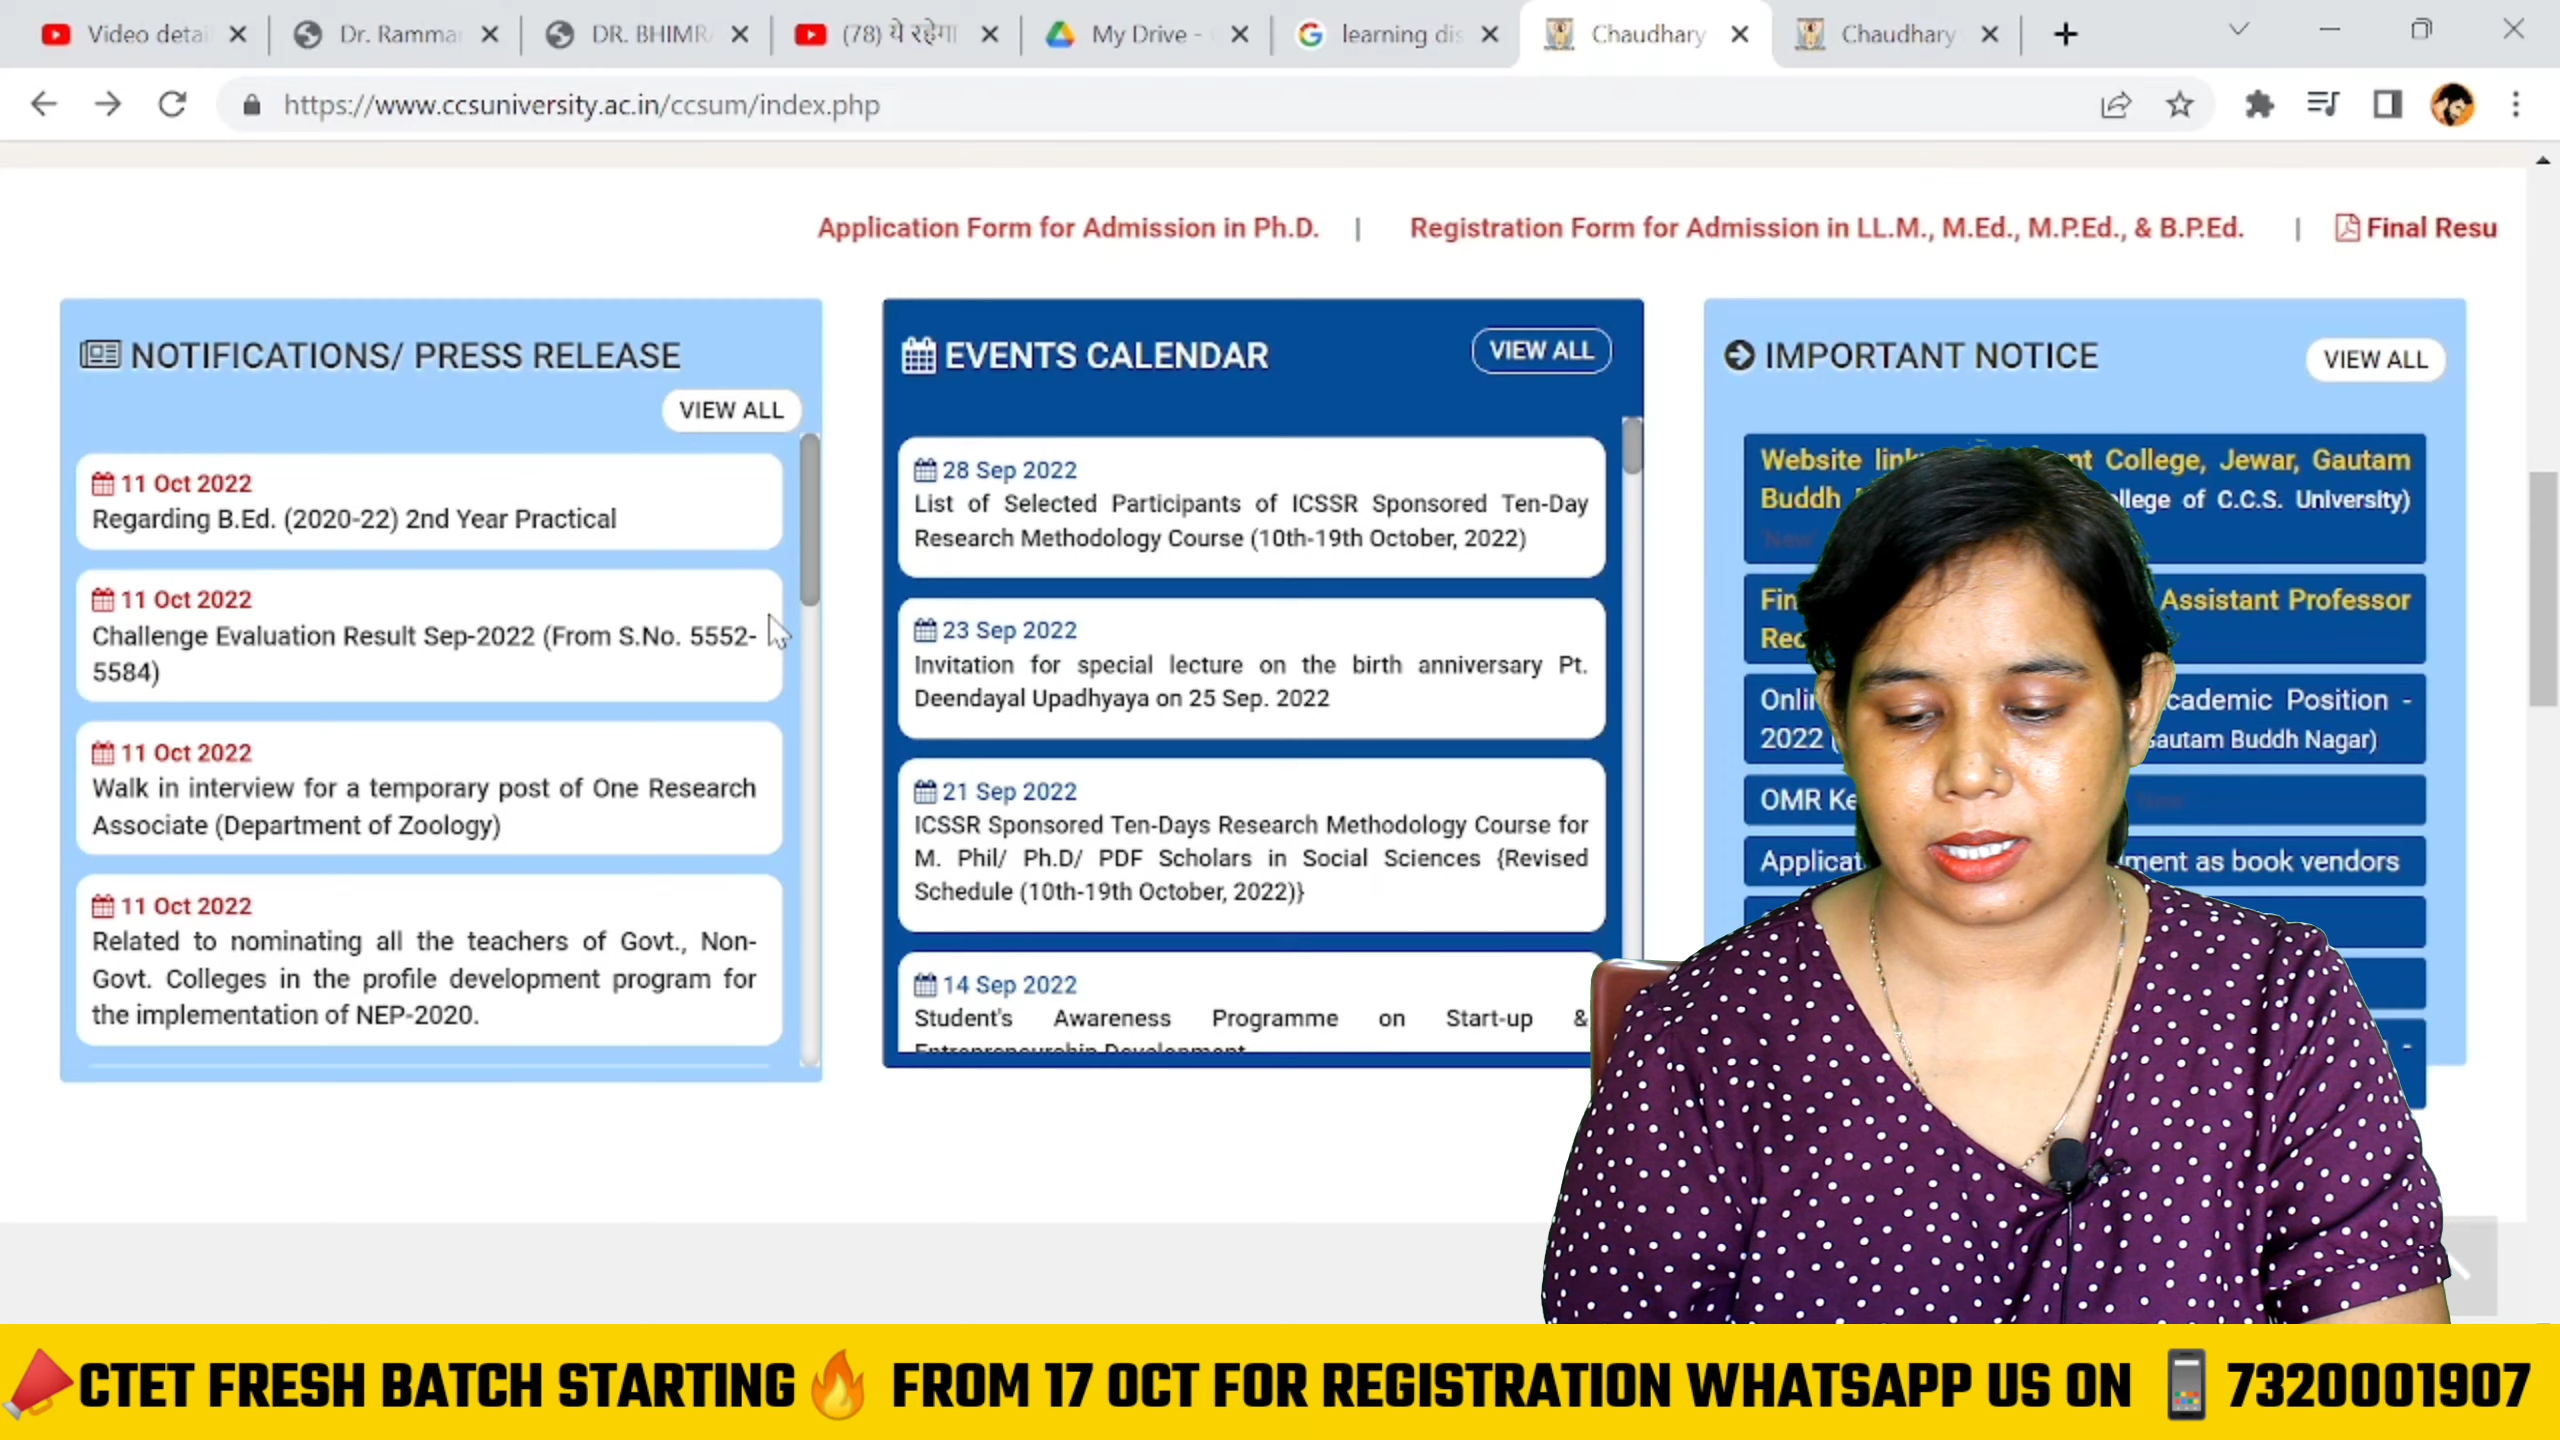 Video detai
Dr. Ramma
DR. BHIMR
(78) ये रहेगा
My Drive -
learning dis
Chaudhary
Chaudhary
https://www.ccsuniversity.ac.in/ccsum/index.php
Application Form for Admission in Ph.D. | Registration Form for Admission in LL.M., M.Ed., M.P.Ed., & B.P.Ed. | Final Resu
NOTIFICATIONS/ PRESS RELEASE
VIEW ALL
11 Oct 2022
Regarding B.Ed. (2020-22) 2nd Year Practical
11 Oct 2022
Challenge Evaluation Result Sep-2022 (From S.No. 5552-
5584)
11 Oct 2022
Walk in interview for a temporary post of One Research
Associate (Department of Zoology)
11 Oct 2022
Related to nominating all the teachers of Govt., Non-
Govt. Colleges in the profile development program for
the implementation of NEP-2020.
EVENTS CALENDAR
VIEW ALL
28 Sep 2022
List of Selected Participants of ICSSR Sponsored Ten-Day
Research Methodology Course (10th-19th October, 2022)
23 Sep 2022
Invitation for special lecture on the birth anniversary Pt.
Deendayal Upadhyaya on 25 Sep. 2022
21 Sep 2022
ICSSR Sponsored Ten-Days Research Methodology Course for
M. Phil/ Ph.D/ PDF Scholars in Social Sciences {Revised
Schedule (10th-19th October, 2022)}
14 Sep 2022
Student's Awareness Programme on Start-up &
Entrepreneurship Development
IMPORTANT NOTICE
VIEW ALL
Website link College, Jewar, Gautam
Buddh of C.C.S. University)
'New'
Assistant Professor
Academic Position -
2022 Gautam Buddh Nagar)
OMR
as book vendors
CTET FRESH BATCH STARTING FROM 17 OCT FOR REGISTRATION WHATSAPP US ON 7320001907